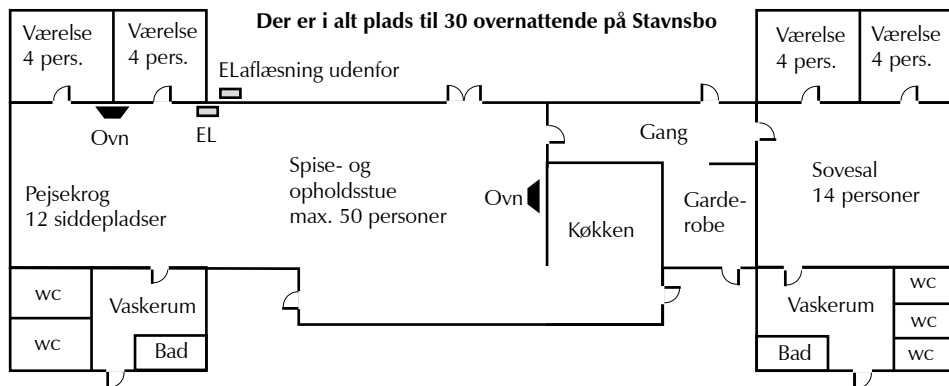 Der er i alt plads til 30 overnattende på Stavnsbo
Værelse
4 pers.
Værelse
4 pers.
ELaflæsning udenfor
Værelse
4 pers.
Værelse
4 pers.
Ovn
EL
Gang
Pejsekrog
12 siddepladser
Spise- og
opholdsstue
max. 50 personer
Ovn
Køkken
Garde-
robe
Sovesal
14 personer
wc
wc
Vaskerum
Bad
Vaskerum
Bad
wc
wc
wc